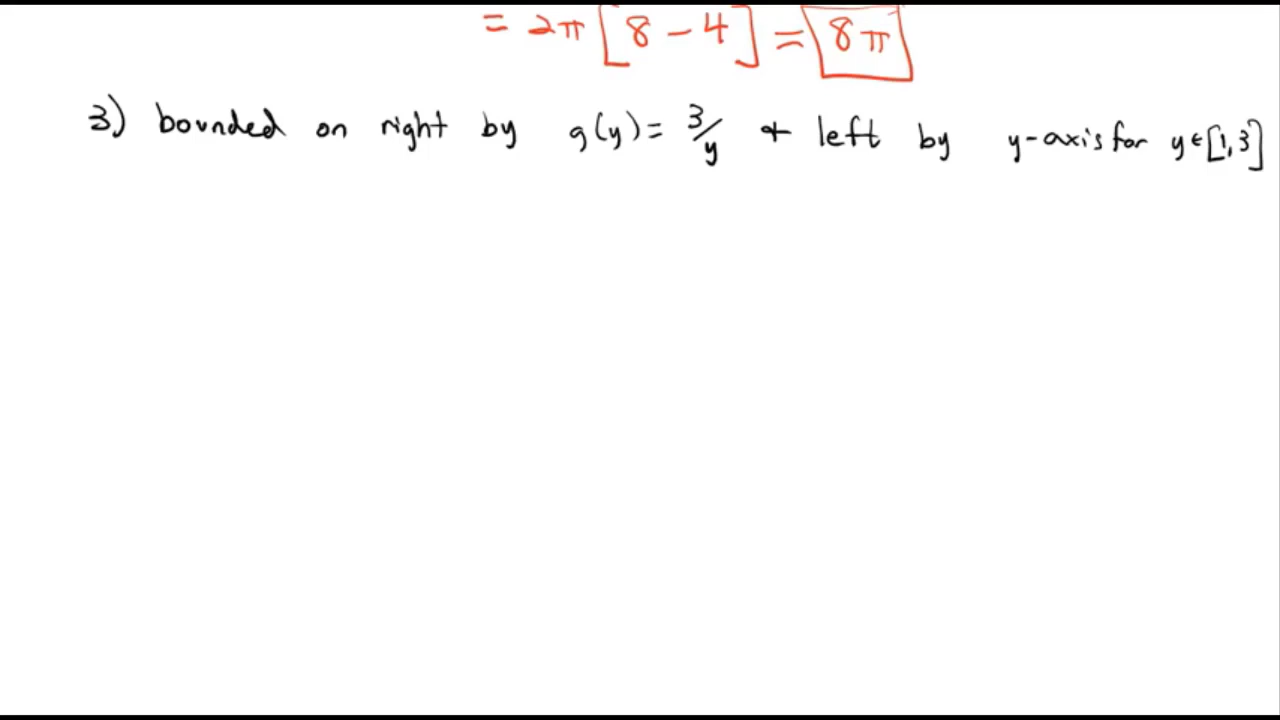 = 2π [8 - 4] = 8π
3) bounded on right by g(y) = 3/y + left by y-axis for y ∈ [1, 3]